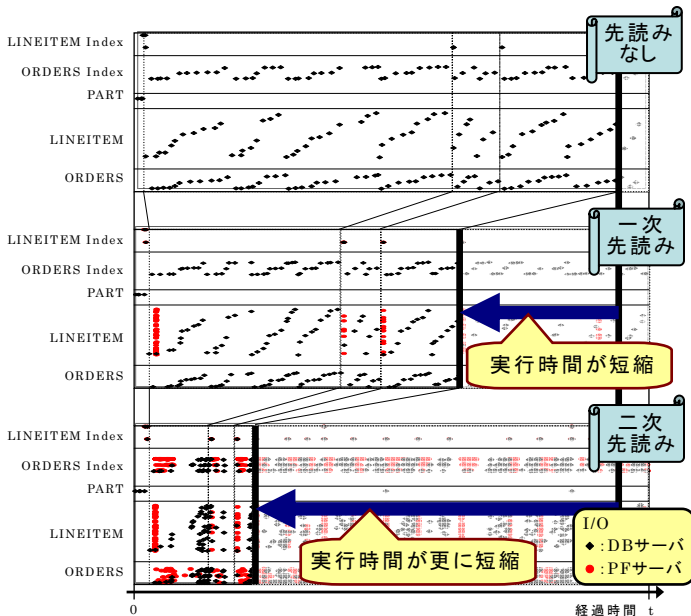 先読み
なし
LINEITEM Index
ORDERS Index
PART
LINEITEM
ORDERS
一次
先読み
LINEITEM Index
ORDERS Index
PART
LINEITEM
実行時間が短縮
ORDERS
二次
先読み
LINEITEM Index
ORDERS Index
PART
LINEITEM
実行時間が更に短縮
ORDERS
I/O
:DBサーバ
:PFサーバ
0
経過時間 t